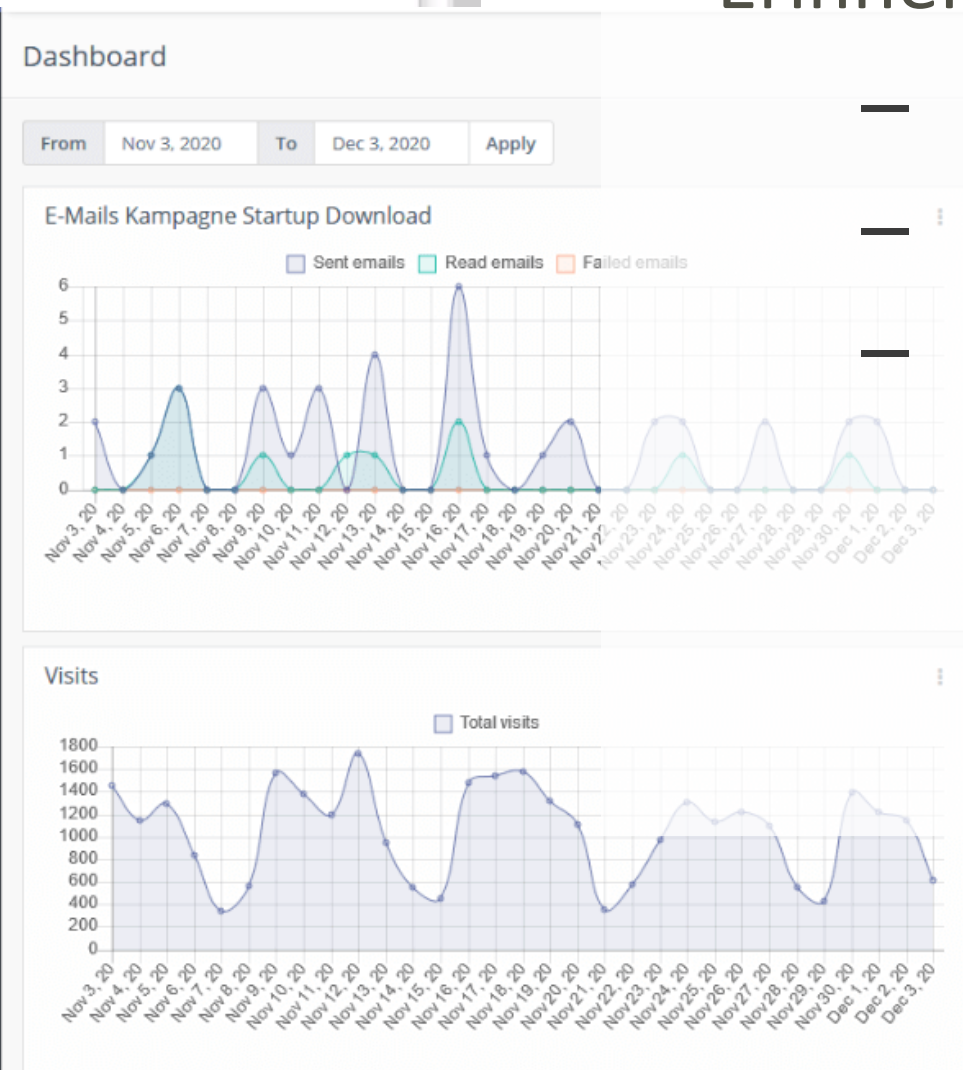 Dashboard
From Nov 3, 2020 To Dec 3, 2020 Apply
E-Mails Kampagne Startup Download
Sent emails Read emails Failed emails
6
5
4
3
2
1
0
Nov 3, 20 Nov 4, 20 Nov 5, 20 Nov 6, 20 Nov 7, 20 Nov 8, 20 Nov 9, 20 Nov 10, 20 Nov 11, 20 Nov 12, 20 Nov 13, 20 Nov 14, 20 Nov 15, 20 Nov 16, 20 Nov 17, 20 Nov 18, 20 Nov 19, 20 Nov 20, 20 Nov 21, 20 Nov 22, 20 Nov 23, 20 Nov 24, 20 Nov 25, 20 Nov 26, 20 Nov 27, 20 Nov 28, 20 Nov 29, 20 Nov 30, 20 Dec 1, 20 Dec 2, 20 Dec 3, 20
Visits
Total visits
1800
1600
1400
1200
1000
800
600
400
200
0
Nov 3, 20 Nov 4, 20 Nov 5, 20 Nov 6, 20 Nov 7, 20 Nov 8, 20 Nov 9, 20 Nov 10, 20 Nov 11, 20 Nov 12, 20 Nov 13, 20 Nov 14, 20 Nov 15, 20 Nov 16, 20 Nov 17, 20 Nov 18, 20 Nov 19, 20 Nov 20, 20 Nov 21, 20 Nov 22, 20 Nov 23, 20 Nov 24, 20 Nov 25, 20 Nov 26, 20 Nov 27, 20 Nov 28, 20 Nov 29, 20 Nov 30, 20 Dec 1, 20 Dec 2, 20 Dec 3, 20